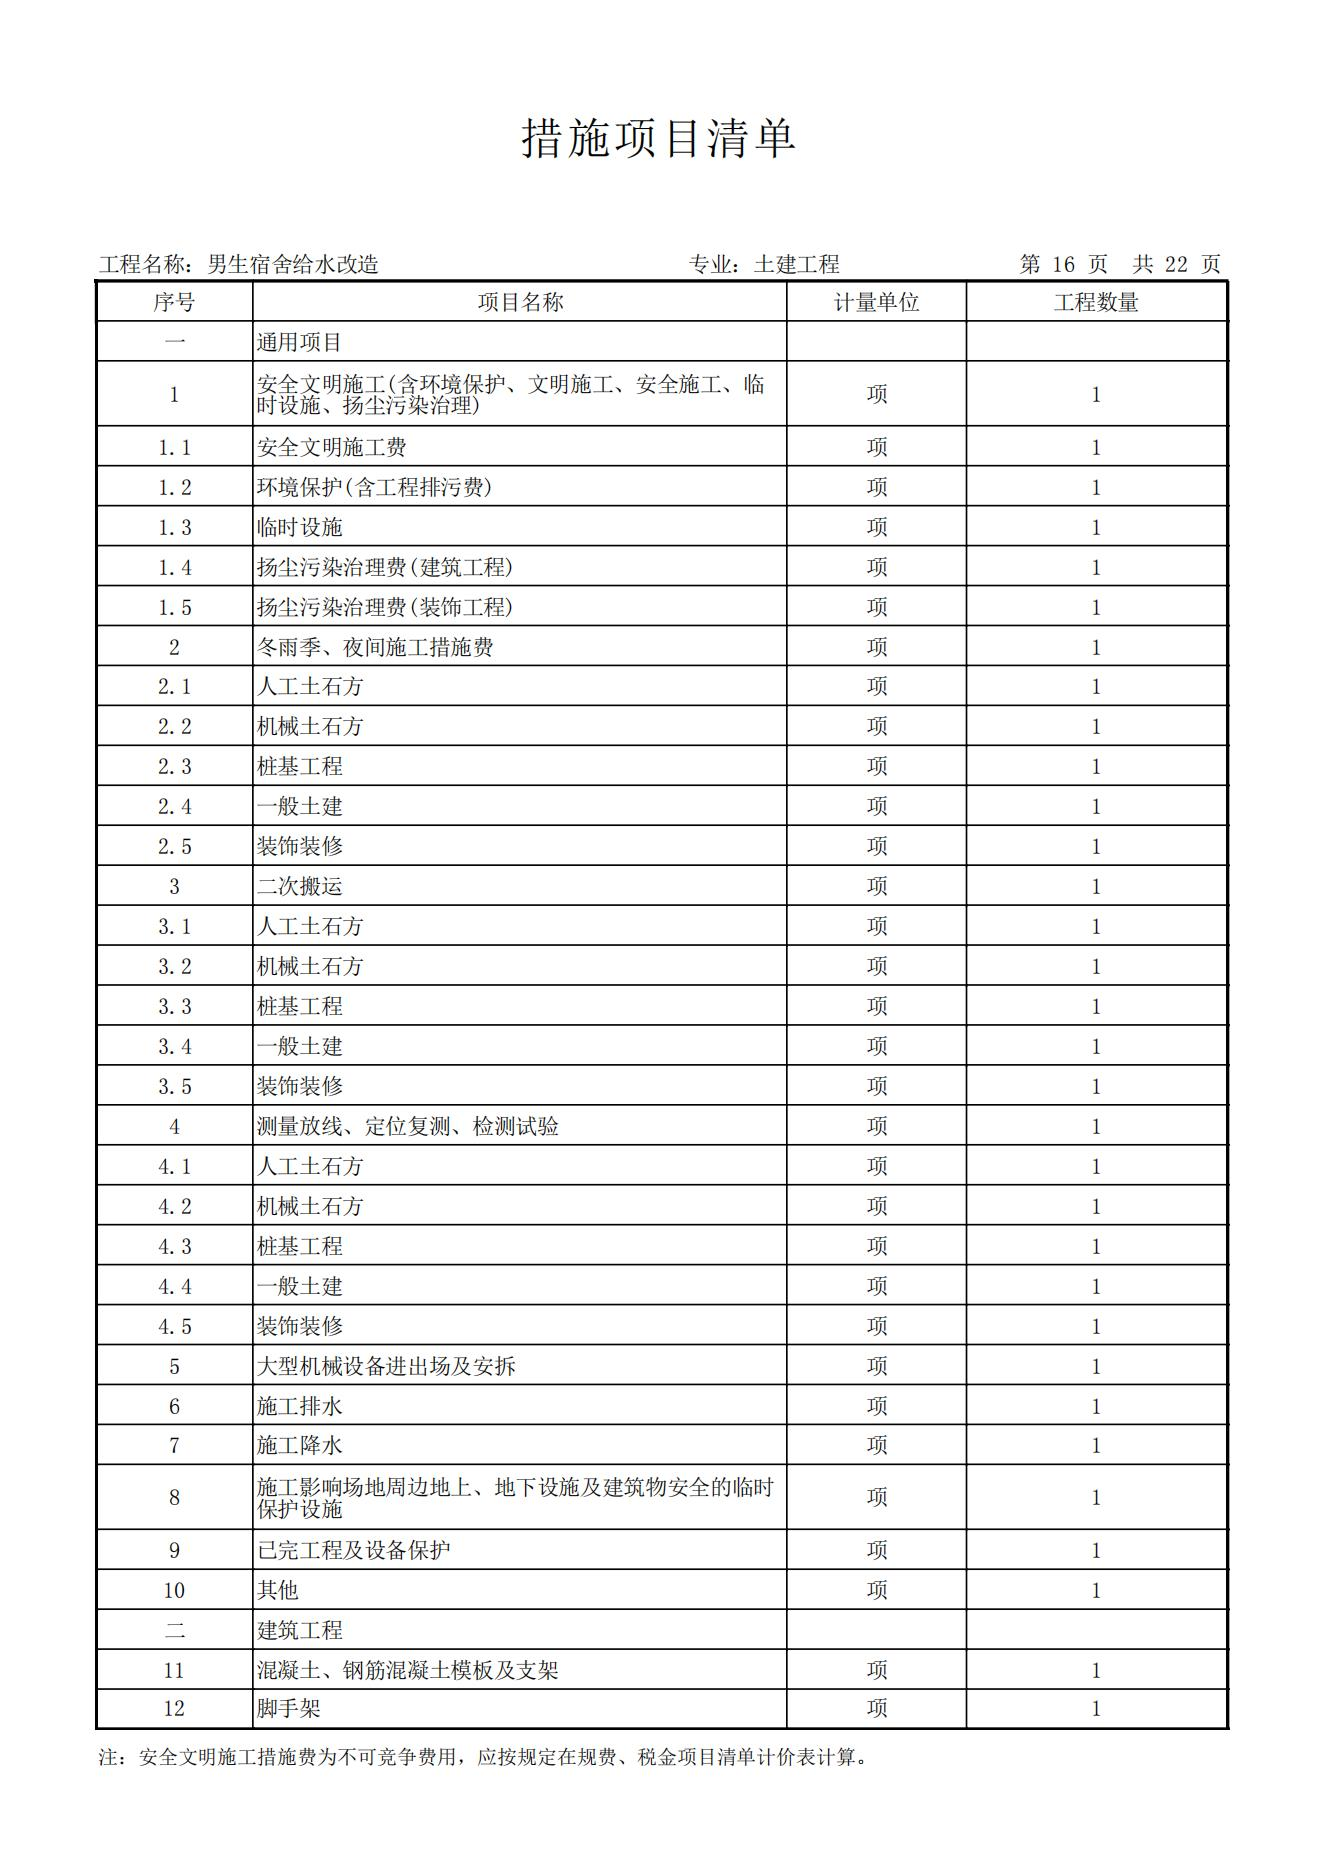 措施项目清单
工程名称：男生宿舍给水改造 专业：土建工程 第 16 页 共 22 页
序号 项目名称 计量单位 工程数量
一 通用项目
1 安全文明施工(含环境保护、文明施工、安全施工、临
时设施、扬尘污染治理) 项 1
1.1 安全文明施工费 项 1
1.2 环境保护(含工程排污费) 项 1
1.3 临时设施 项 1
1.4 扬尘污染治理费(建筑工程) 项 1
1.5 扬尘污染治理费(装饰工程) 项 1
2 冬雨季、夜间施工措施费 项 1
2.1 人工土石方 项 1
2.2 机械土石方 项 1
2.3 桩基工程 项 1
2.4 一般土建 项 1
2.5 装饰装修 项 1
3 二次搬运 项 1
3.1 人工土石方 项 1
3.2 机械土石方 项 1
3.3 桩基工程 项 1
3.4 一般土建 项 1
3.5 装饰装修 项 1
4 测量放线、定位复测、检测试验 项 1
4.1 人工土石方 项 1
4.2 机械土石方 项 1
4.3 桩基工程 项 1
4.4 一般土建 项 1
4.5 装饰装修 项 1
5 大型机械设备进出场及安拆 项 1
6 施工排水 项 1
7 施工降水 项 1
8 施工影响场地周边地上、地下设施及建筑物安全的临时
保护设施 项 1
9 已完工程及设备保护 项 1
10 其他 项 1
二 建筑工程
11 混凝土、钢筋混凝土模板及支架 项 1
12 脚手架 项 1
注：安全文明施工措施费为不可竞争费用，应按规定在规费、税金项目清单计价表计算。